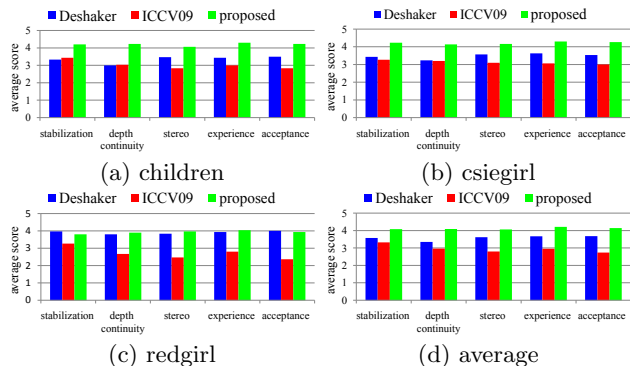 Deshaker ICCV09 proposed
5
4
3
2
1
0
average score
stabilization depth continuity stereo experience acceptance
(a) children
Deshaker ICCV09 proposed
5
4
3
2
1
0
average score
stabilization depth continuity stereo experience acceptance
(b) csiegirl
Deshaker ICCV09 proposed
5
4
3
2
1
0
average score
stabilization depth continuity stereo experience acceptance
(c) redgirl
Deshaker ICCV09 proposed
5
4
3
2
1
0
average score
stabilization depth continuity stereo experience acceptance
(d) average